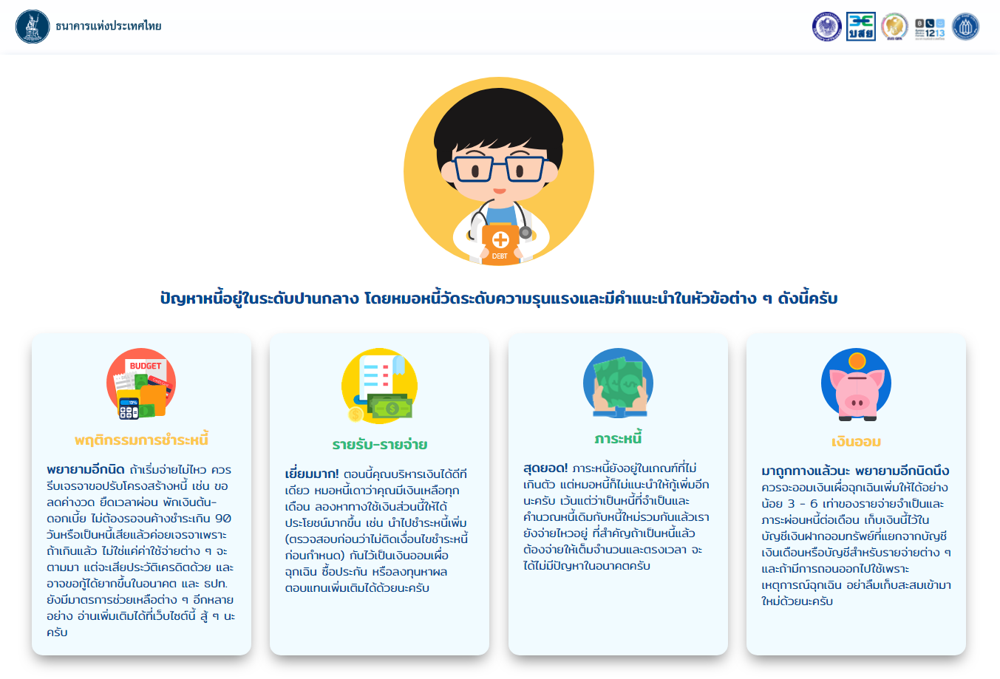 ธนาคารแห่งประเทศไทย
บสย
1213
DEBT
ปัญหาหนี้อยู่ในระดับปานกลาง โดยหมอหนี้วัดระดับความรุนแรงและมีคำแนะนำในหัวข้อต่าง ๆ ดังนี้ครับ
BUDGET
พฤติกรรมการชำระหนี้
พยายามอีกนิด ถ้าเริ่มจ่ายไม่ไหว ควร
รีบเจรจาขอปรับโครงสร้างหนี้ เช่น ขอ
ลดค่างวด ยืดเวลาผ่อน พักเงินต้น-
ดอกเบี้ย ไม่ต้องรอจนค้างชำระเกิน 90
วันหรือเป็นหนี้เสียแล้วค่อยเจรจาเพราะ
ถ้าเกินแล้ว ไม่ใช่แค่ค่าใช้จ่ายต่าง ๆ จะ
ตามมา แต่จะเสียประวัติเครดิตด้วย และ
อาจขอกู้ได้ยากขึ้นในอนาคต และ ธปท.
ยังมีมาตรการช่วยเหลือต่าง ๆ อีกหลาย
อย่าง อ่านเพิ่มเติมได้ที่เว็บไซต์นี้ สู้ ๆ นะ
ครับ
รายรับ-รายจ่าย
เยี่ยมมาก! ตอนนี้คุณบริหารเงินได้ดีที
เดียว หมอหนี้เดาว่าคุณมีเงินเหลือทุก
เดือน ลองหาทางใช้เงินส่วนนี้ให้ได้
ประโยชน์มากขึ้น เช่น นำไปชำระหนี้เพิ่ม
(ตรวจสอบก่อนว่าไม่ติดเงื่อนไขชำระหนี้
ก่อนกำหนด) กันไว้เป็นเงินออมเผื่อ
ฉุกเฉิน ซื้อประกัน หรือลงทุนหาผล
ตอบแทนเพิ่มเติมได้ด้วยนะครับ
ภาระหนี้
สุดยอด! ภาระหนี้ยังอยู่ในเกณฑ์ที่ไม่
เกินตัว แต่หมอหนี้ก็ไม่แนะนำให้กู้เพิ่มอีก
นะครับ เว้นแต่ว่าเป็นหนี้ที่จำเป็นและ
คำนวณหนี้เดิมกับหนี้ใหม่รวมกันแล้วเรา
ยังจ่ายไหวอยู่ ที่สำคัญถ้าเป็นหนี้แล้ว
ต้องจ่ายให้เต็มจำนวนและตรงเวลา จะ
ได้ไม่มีปัญหาในอนาคตครับ
เงินออม
มาถูกทางแล้วนะ พยายามอีกนิดนึง
ควรจะออมเงินเผื่อฉุกเฉินเพิ่มให้ได้อย่าง
น้อย 3 - 6 เท่าของรายจ่ายจำเป็นและ
ภาระผ่อนหนี้ต่อเดือน เก็บเงินนี้ไว้ใน
บัญชีเงินฝากออมทรัพย์ที่แยกจากบัญชี
เงินเดือนหรือบัญชีสำหรับรายจ่ายต่าง ๆ
และถ้ามีการถอนออกไปใช้เพราะ
เหตุการณ์ฉุกเฉิน อย่าลืมเก็บสะสมเข้ามา
ใหม่ด้วยนะครับ